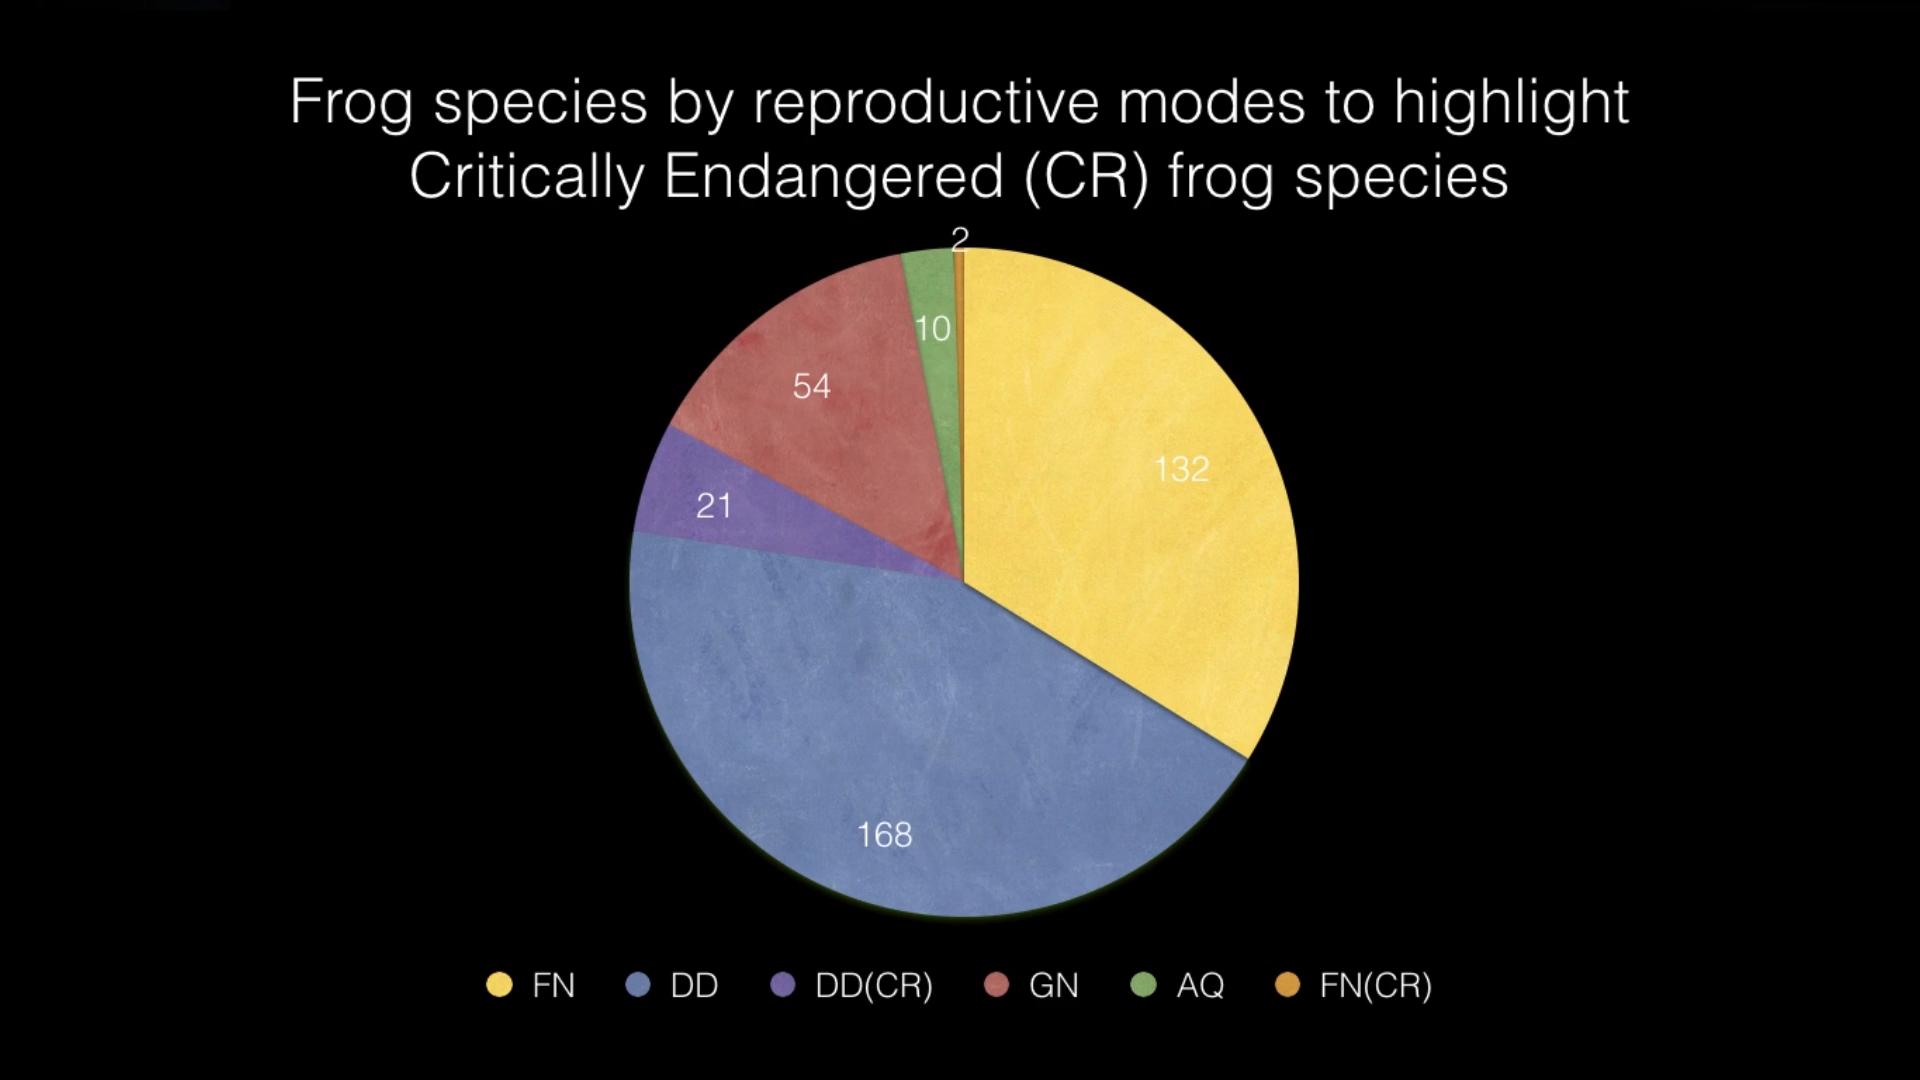 Frog species by reproductive modes to highlight
Critically Endangered (CR) frog species
2
10
54
132
21
168
FN DD DD(CR) GN AQ FN(CR)